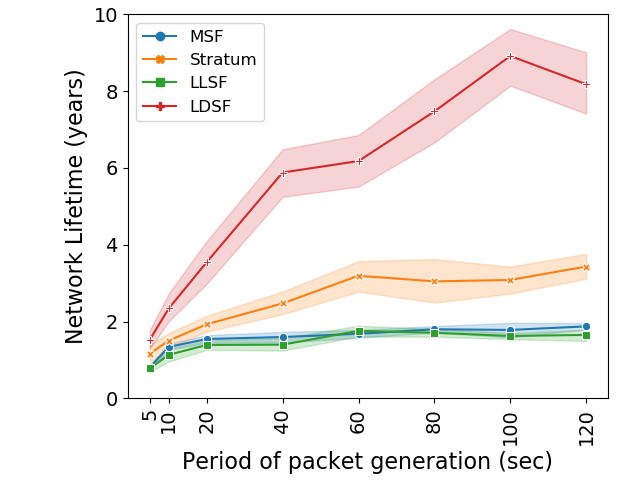 10
8
6
4
2
0
Network Lifetime (years)
MSF
Stratum
LLSF
LDSF
5
10
20
40
60
80
100
120
Period of packet generation (sec)